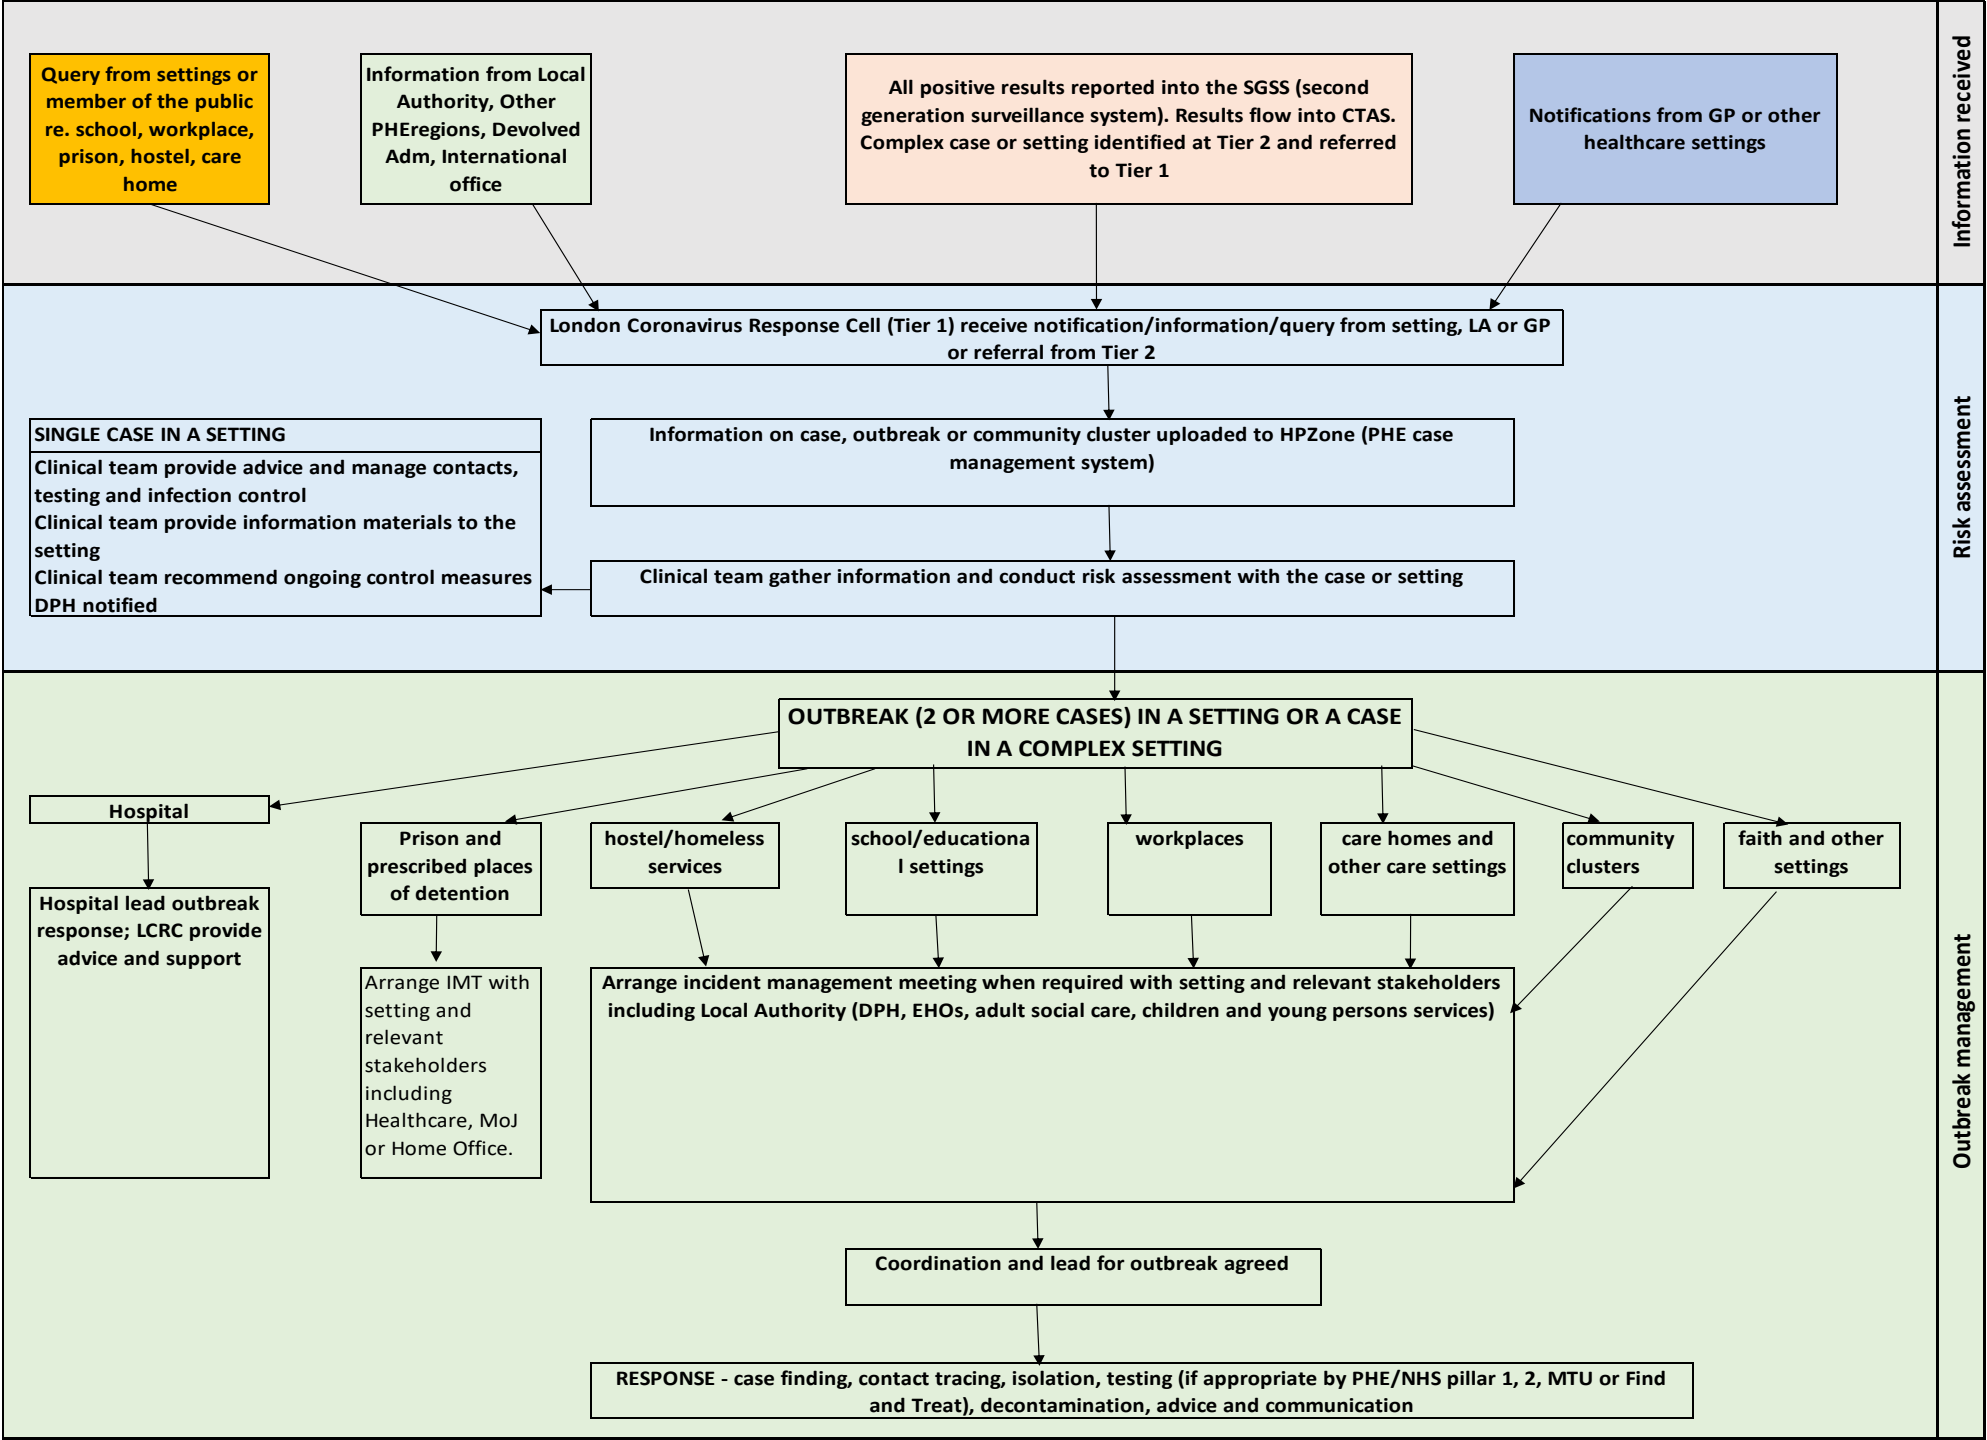 Query from settings or
member of the public
re. school, workplace,
prison, hostel, care
home
Information from Local
Authority, Other
PHEregions, Devolved
Adm, International
office
All positive results reported into the SGSS (second
generation surveillance system). Results flow into CTAS.
Complex case or setting identified at Tier 2 and referred
to Tier 1
Notifications from GP or other
healthcare settings
Information received
London Coronavirus Response Cell (Tier 1) receive notification/information/query from setting, LA or GP
or referral from Tier 2
SINGLE CASE IN A SETTING
Clinical team provide advice and manage contacts,
testing and infection control
Clinical team provide information materials to the
setting
Clinical team recommend ongoing control measures
DPH notified
Information on case, outbreak or community cluster uploaded to HPZone (PHE case
management system)
Clinical team gather information and conduct risk assessment with the case or setting
Risk assessment
OUTBREAK (2 OR MORE CASES) IN A SETTING OR A CASE
IN A COMPLEX SETTING
Hospital
Prison and
prescribed places
of detention
hostel/homeless
services
school/educationa
l settings
workplaces
care homes and
other care settings
community
clusters
faith and other
settings
Hospital lead outbreak
response; LCRC provide
advice and support
Arrange IMT with
setting and
relevant
stakeholders
including
Healthcare, MoJ
or Home Office.
Arrange incident management meeting when required with setting and relevant stakeholders
including Local Authority (DPH, EHOs, adult social care, children and young persons services)
Outbreak management
Coordination and lead for outbreak agreed
RESPONSE - case finding, contact tracing, isolation, testing (if appropriate by PHE/NHS pillar 1, 2, MTU or Find
and Treat), decontamination, advice and communication